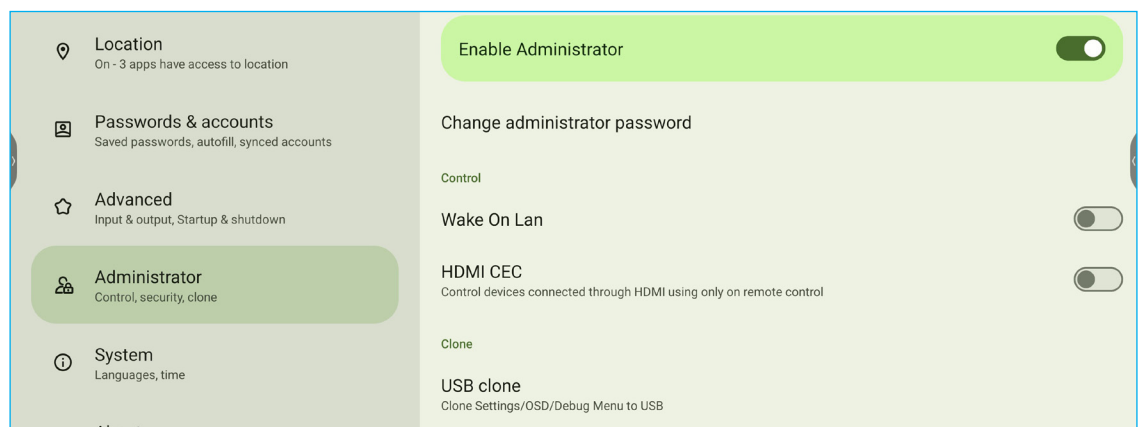 Location
On - 3 apps have access to location
Passwords & accounts
Saved passwords, autofill, synced accounts
Advanced
Input & output, Startup & shutdown
Administrator
Control, security, clone
System
Languages, time
Enable Administrator
Change administrator password
Control
Wake On Lan
HDMI CEC
Control devices connected through HDMI using only on remote control
Clone
USB clone
Clone Settings/OSD/Debug Menu to USB